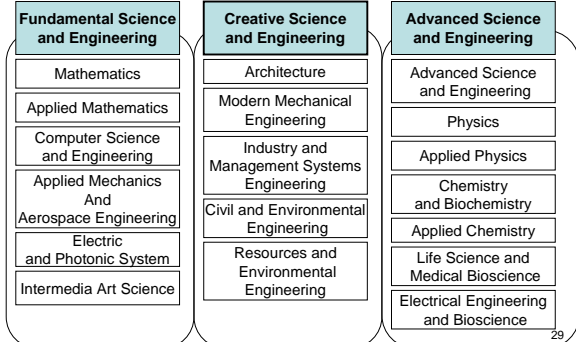 Fundamental Science
and Engineering
Mathematics
Applied Mathematics
Computer Science
and Engineering
Applied Mechanics
And
Aerospace Engineering
Electric
and Photonic System
Intermedia Art Science
Creative Science
and Engineering
Architecture
Modern Mechanical
Engineering
Industry and
Management Systems
Engineering
Civil and Environmental
Engineering
Resources and
Environmental
Engineering
Advanced Science
and Engineering
Advanced Science
and Engineering
Physics
Applied Physics
Chemistry
and Biochemistry
Applied Chemistry
Life Science and
Medical Bioscience
Electrical Engineering
and Bioscience
29